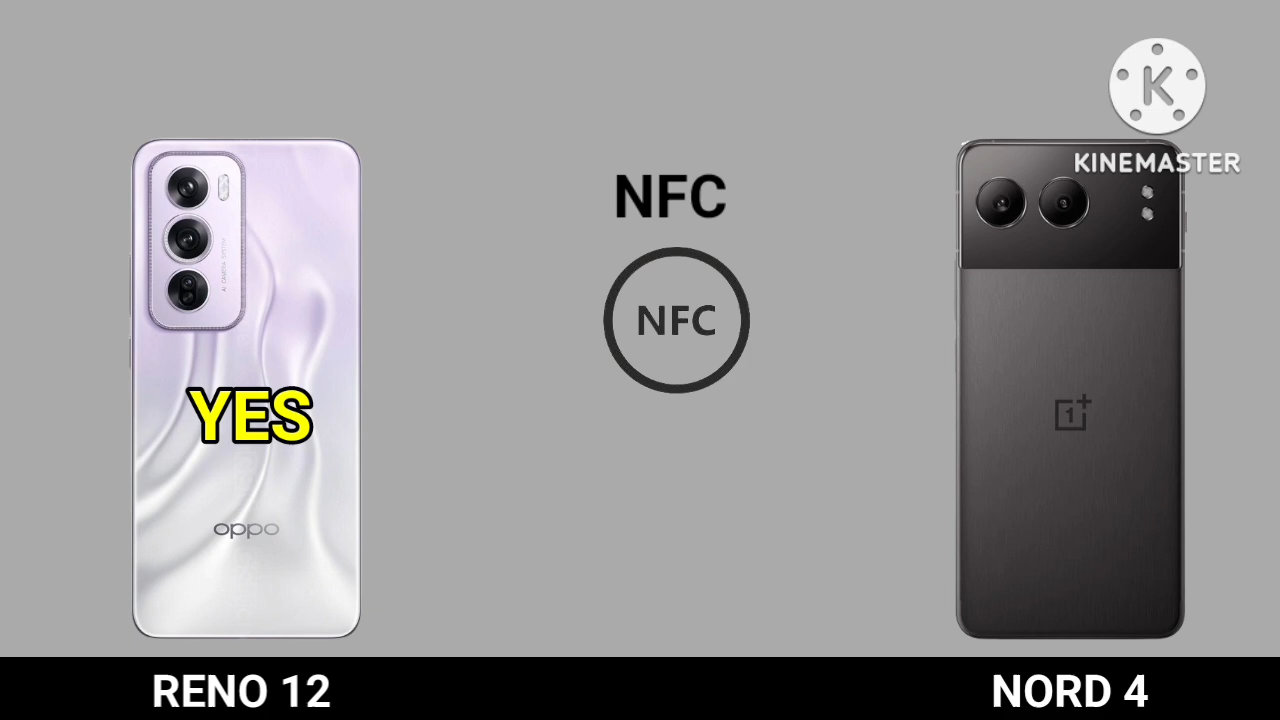 KINEMASTER
NFC
NFC
YES
oppo
RENO 12
NORD 4